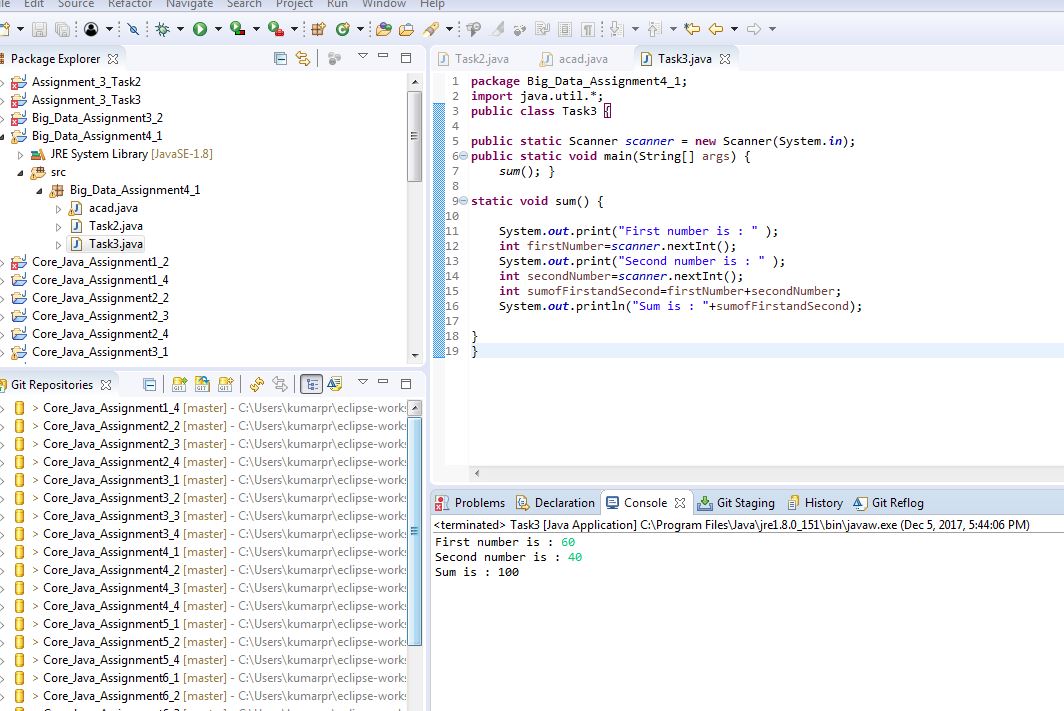 Edit Source Refactor Navigate Search Project Run Window Help
Package Explorer
Assignment_3_Task2
Assignment_3_Task3
Big_Data_Assignment3_2
Big_Data_Assignment4_1
JRE System Library [JavaSE-1.8]
src
Big_Data_Assignment4_1
acad.java
Task2.java
Task3.java
Core_Java_Assignment1_2
Core_Java_Assignment1_4
Core_Java_Assignment2_2
Core_Java_Assignment2_3
Core_Java_Assignment2_4
Core_Java_Assignment3_1
Git Repositories
> Core_Java_Assignment1_4 [master] - C:\Users\kumarpr\eclipse-works
> Core_Java_Assignment2_2 [master] - C:\Users\kumarpr\eclipse-works
> Core_Java_Assignment2_3 [master] - C:\Users\kumarpr\eclipse-works
> Core_Java_Assignment2_4 [master] - C:\Users\kumarpr\eclipse-works
> Core_Java_Assignment3_1 [master] - C:\Users\kumarpr\eclipse-works
> Core_Java_Assignment3_2 [master] - C:\Users\kumarpr\eclipse-works
> Core_Java_Assignment3_3 [master] - C:\Users\kumarpr\eclipse-works
> Core_Java_Assignment3_4 [master] - C:\Users\kumarpr\eclipse-works
> Core_Java_Assignment4_1 [master] - C:\Users\kumarpr\eclipse-works
> Core_Java_Assignment4_2 [master] - C:\Users\kumarpr\eclipse-works
> Core_Java_Assignment4_3 [master] - C:\Users\kumarpr\eclipse-works
> Core_Java_Assignment4_4 [master] - C:\Users\kumarpr\eclipse-works
> Core_Java_Assignment5_1 [master] - C:\Users\kumarpr\eclipse-works
> Core_Java_Assignment5_2 [master] - C:\Users\kumarpr\eclipse-works
> Core_Java_Assignment5_4 [master] - C:\Users\kumarpr\eclipse-works
> Core_Java_Assignment6_1 [master] - C:\Users\kumarpr\eclipse-works
> Core_Java_Assignment6_2 [master] - C:\Users\kumarpr\eclipse-works
Task2.java acad.java Task3.java
1 package Big_Data_Assignment4_1;
2 import java.util.*;
3 public class Task3 {
4
5 public static Scanner scanner = new Scanner(System.in);
6 public static void main(String[] args) {
7 sum(); }
8
9 static void sum() {
10
11 System.out.print("First number is : " );
12 int firstNumber=scanner.nextInt();
13 System.out.print("Second number is : " );
14 int secondNumber=scanner.nextInt();
15 int sumofFirstandSecond=firstNumber+secondNumber;
16 System.out.println("Sum is : "+sumofFirstandSecond);
17
18 }
19 }
Problems Declaration Console Git Staging History Git Reflog
<terminated> Task3 [Java Application] C:\Program Files\Java\jre1.8.0_151\bin\javaw.exe (Dec 5, 2017, 5:44:06 PM)
First number is : 60
Second number is : 40
Sum is : 100